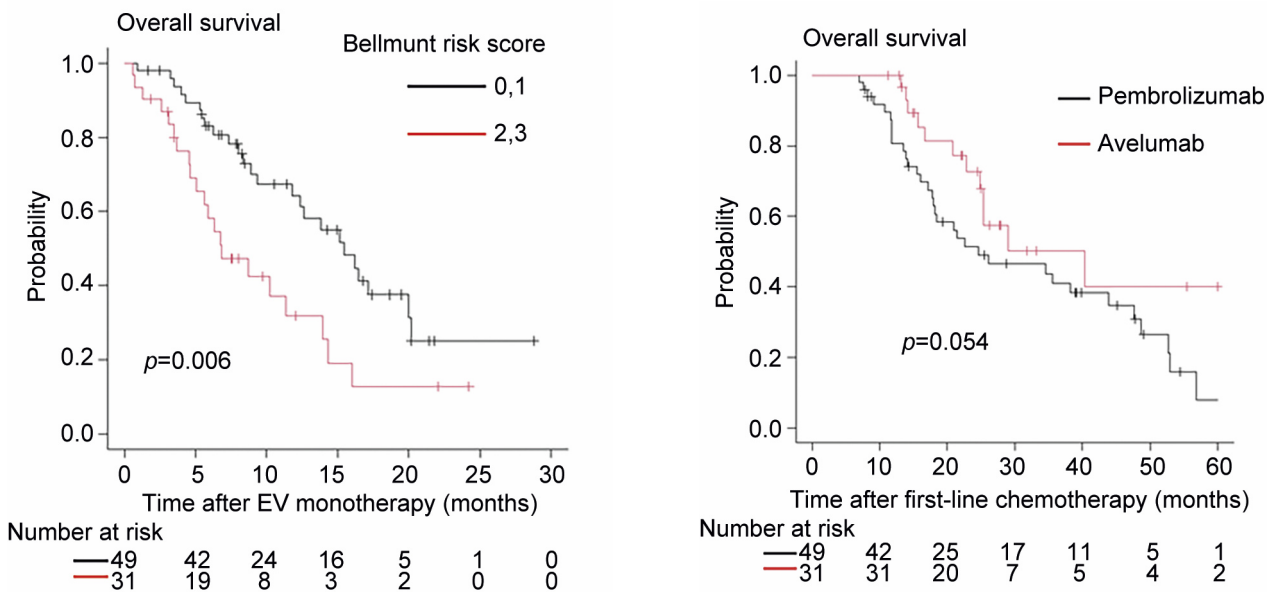 Overall survival
Bellmunt risk score
0,1
2,3
Probability
1.0
0.8
0.6
0.4
0.2
0.0
p=0.006
0 5 10 15 20 25 30
Time after EV monotherapy (months)
Number at risk
49 42 24 16 5 1 0
31 19 8 3 2 0 0
Overall survival
Pembrolizumab
Avelumab
Probability
1.0
0.8
0.6
0.4
0.2
0.0
p=0.054
0 10 20 30 40 50 60
Time after first-line chemotherapy (months)
Number at risk
49 42 25 17 11 5 1
31 31 20 7 5 4 2